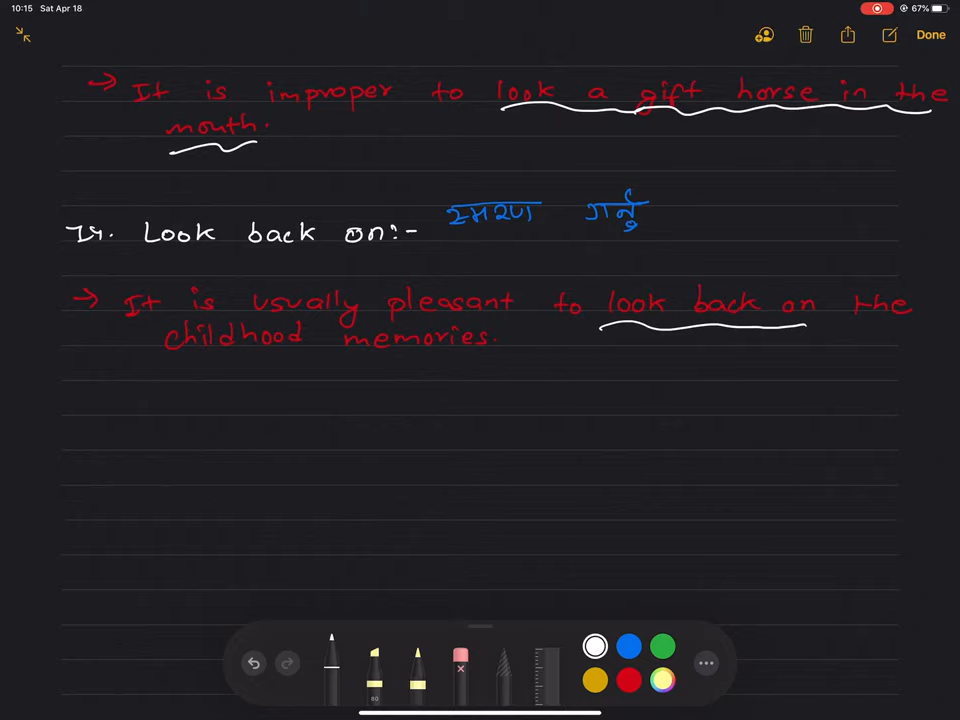 10:15 Sat Apr 18
67%
Done
→ It is improper to look a gift horse in the
mouth.
Look back on:- स्मरण गर्नु
→ It is usually pleasant to look back on the
childhood memories.
80